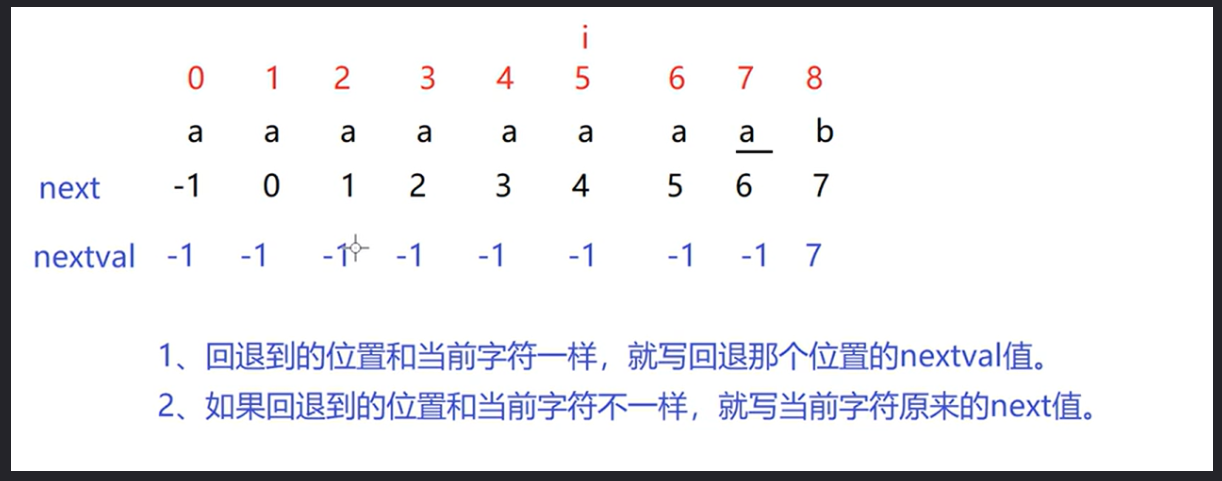 i
0 1 2 3 4 5 6 7 8
a a a a a a a a b
next -1 0 1 2 3 4 5 6 7
nextval -1 -1 -1 -1 -1 -1 -1 -1 7
1、回退到的位置和当前字符一样，就写回退那个位置的nextval值。
2、如果回退到的位置和当前字符不一样，就写当前字符原来的next值。